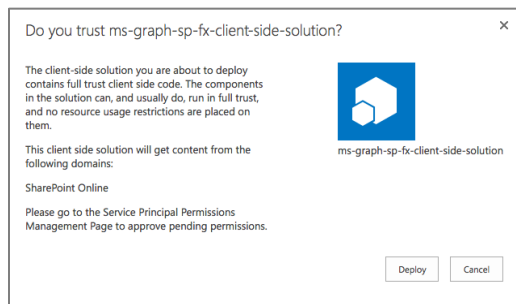 Do you trust ms-graph-sp-fx-client-side-solution?
The client-side solution you are about to deploy
contains full trust client side code. The components
in the solution can, and usually do, run in full trust,
and no resource usage restrictions are placed on
them.
This client side solution will get content from the
following domains:
SharePoint Online
Please go to the Service Principal Permissions
Management Page to approve pending permissions.
ms-graph-sp-fx-client-side-solution
Deploy
Cancel